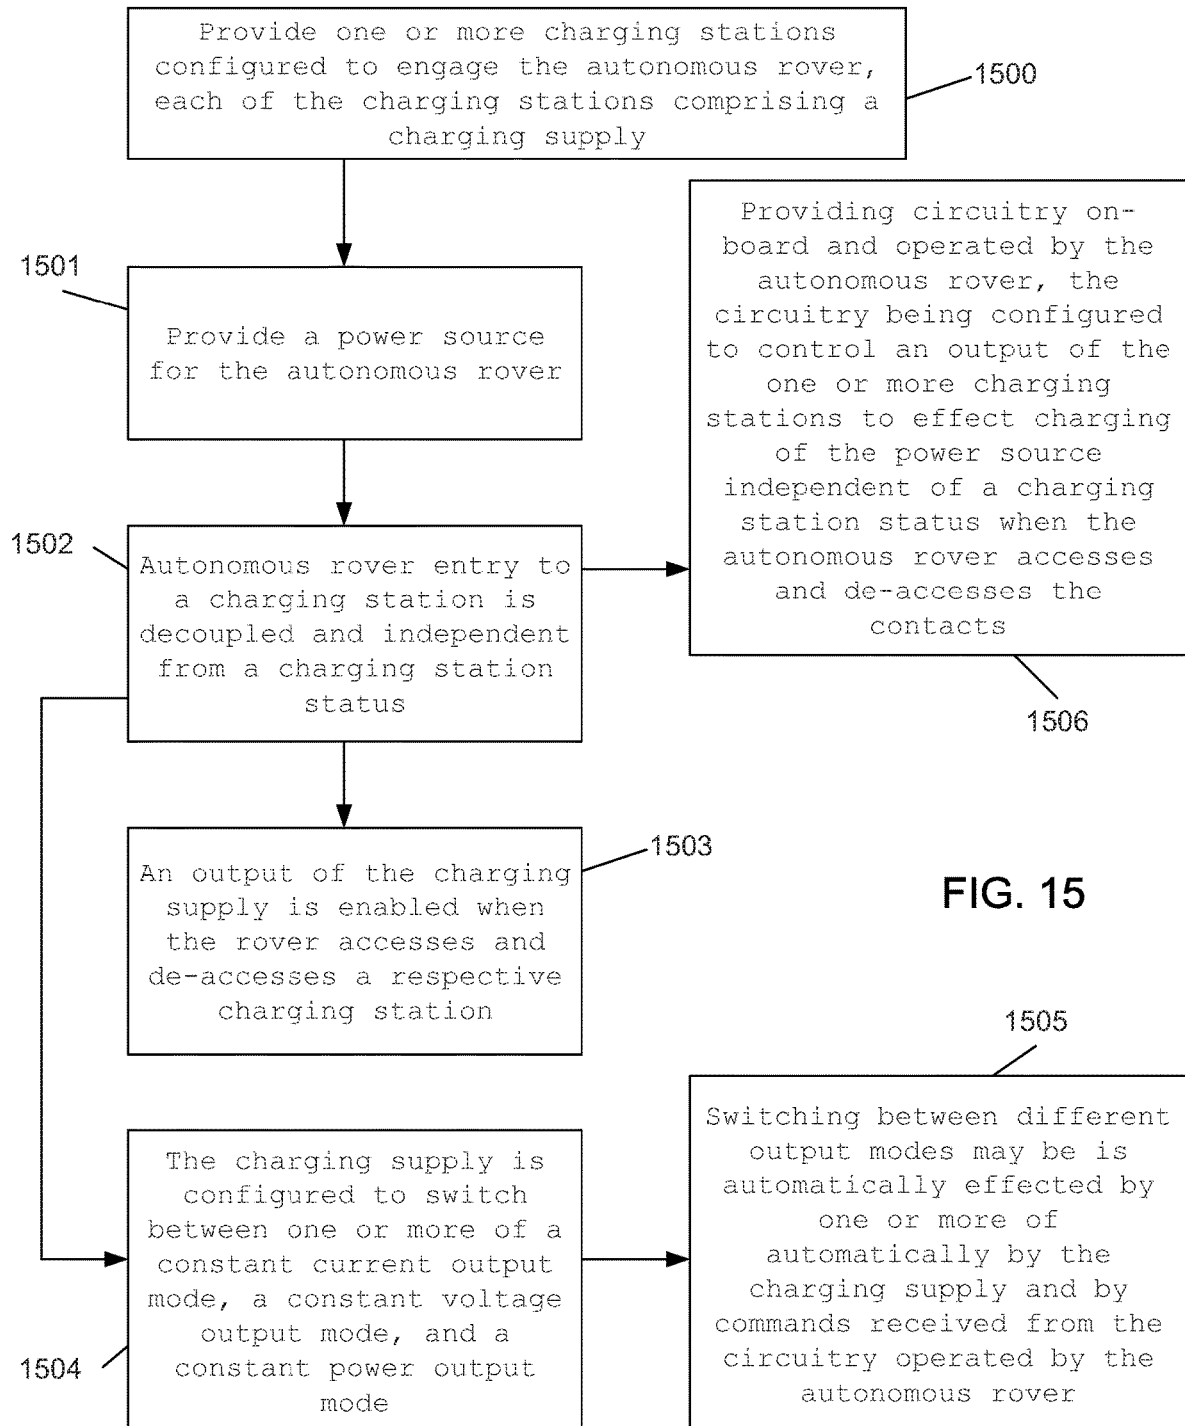 Provide one or more charging stations
configured to engage the autonomous rover,
each of the charging stations comprising a
charging supply
1500
1501
Provide a power source
for the autonomous rover
1502
Autonomous rover entry to
a charging station is
decoupled and independent
from a charging station
status
Providing circuitry on-
board and operated by the
autonomous rover, the
circuitry being configured
to control an output of the
one or more charging
stations to effect charging
of the power source
independent of a charging
station status when the
autonomous rover accesses
and de-accesses the
contacts
1506
1503
An output of the charging
supply is enabled when
the rover accesses and
de-accesses a respective
charging station
FIG. 15
The charging supply is
configured to switch
between one or more of a
constant current output
mode, a constant voltage
output mode, and a
constant power output
mode
1504
1505
Switching between different
output modes may be is
automatically effected by
one or more of
automatically by the
charging supply and by
commands received from the
circuitry operated by the
autonomous rover